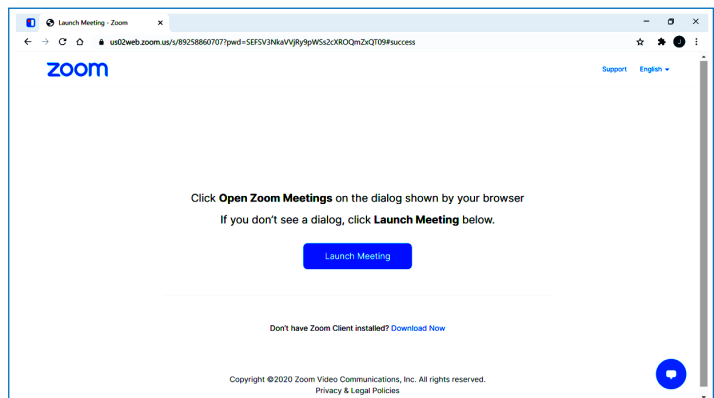 Launch Meeting - Zoom
us02web.zoom.us/s/89258860707?pwd=SEFSV3NkaVVjRy9pWSs2cXROQmZxQT09#success
J
zoom
Support English
Click Open Zoom Meetings on the dialog shown by your browser
If you don't see a dialog, click Launch Meeting below.
Launch Meeting
Don't have Zoom Client installed? Download Now
Copyright ©2020 Zoom Video Communications, Inc. All rights reserved.
Privacy & Legal Policies